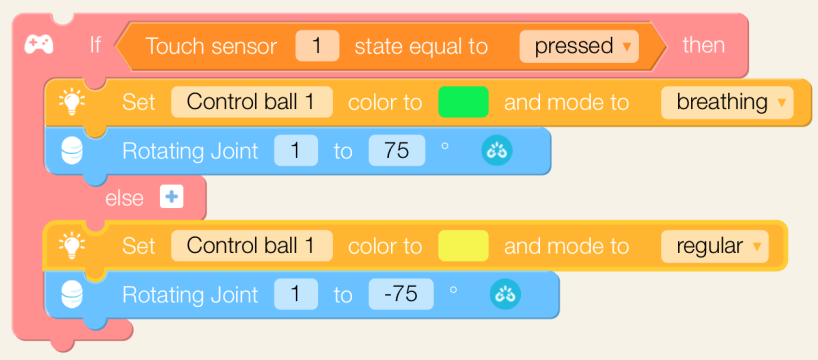 If Touch sensor 1 state equal to pressed then
Set Control ball 1 color to and mode to breathing
Rotating Joint 1 to 75 °
else
Set Control ball 1 color to and mode to regular
Rotating Joint 1 to -75 °